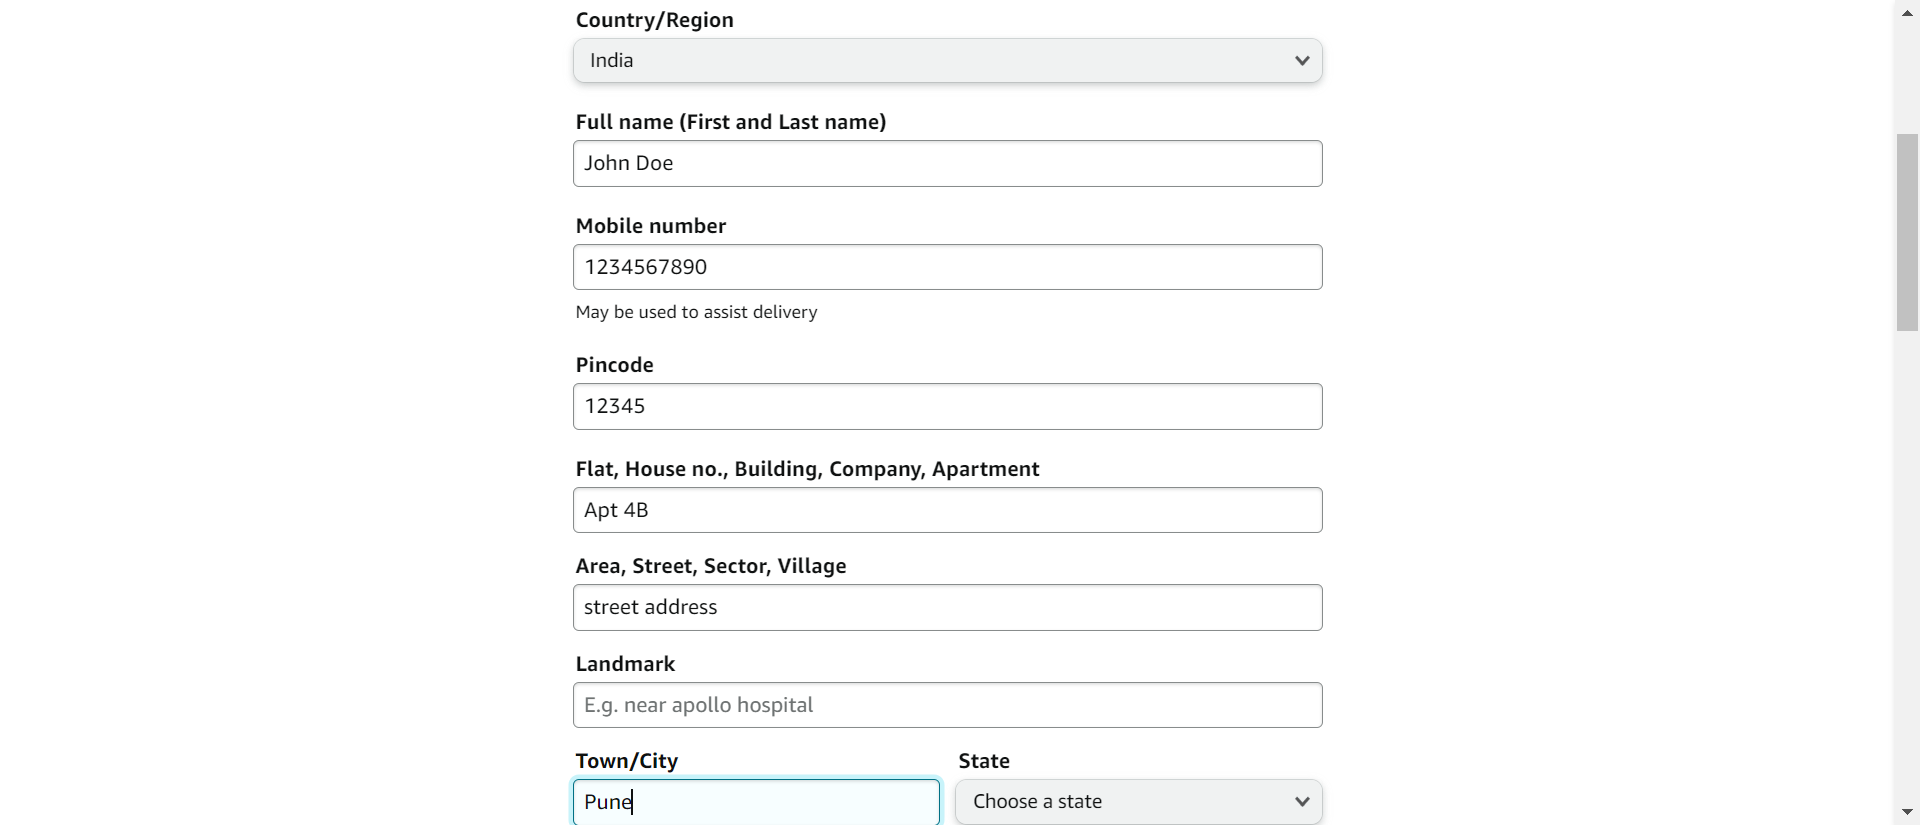 Country/Region
India
Full name (First and Last name)
John Doe
Mobile number
1234567890
May be used to assist delivery
Pincode
12345
Flat, House no., Building, Company, Apartment
Apt 4B
Area, Street, Sector, Village
street address
Landmark
E.g. near apollo hospital
Town/City
Pune
State
Choose a state